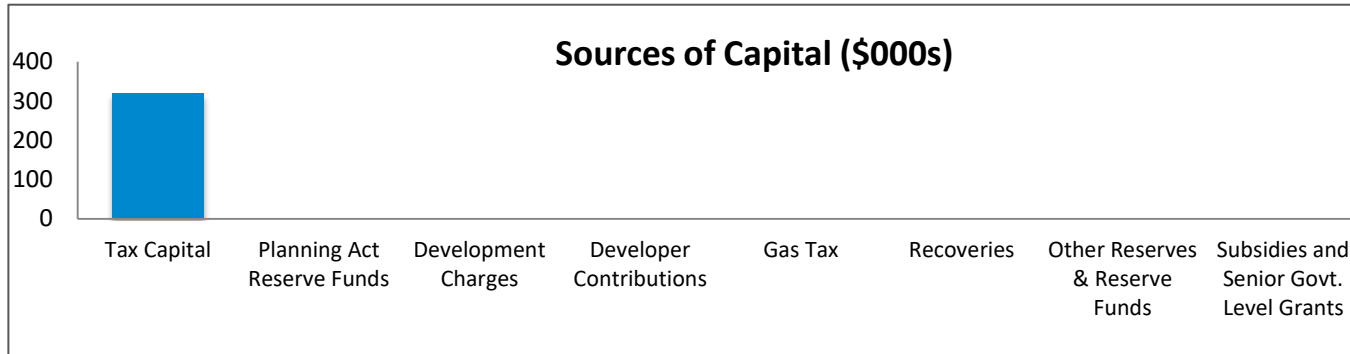 Sources of Capital ($000s)
400
300
200
100
0
Tax Capital
Planning Act
Reserve Funds
Development
Charges
Developer
Contributions
Gas Tax
Recoveries
Other Reserves
& Reserve
Funds
Subsidies and
Senior Govt.
Level Grants